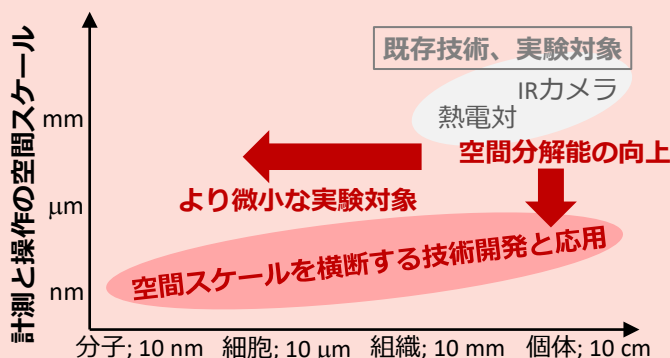 計測と操作の空間スケール
既存技術、実験対象
IRカメラ
熱電対
mm
空間分解能の向上
より微小な実験対象
μm
空間スケールを横断する技術開発と応用
nm
分子; 10 nm 細胞; 10 μm 組織; 10 mm 個体; 10 cm